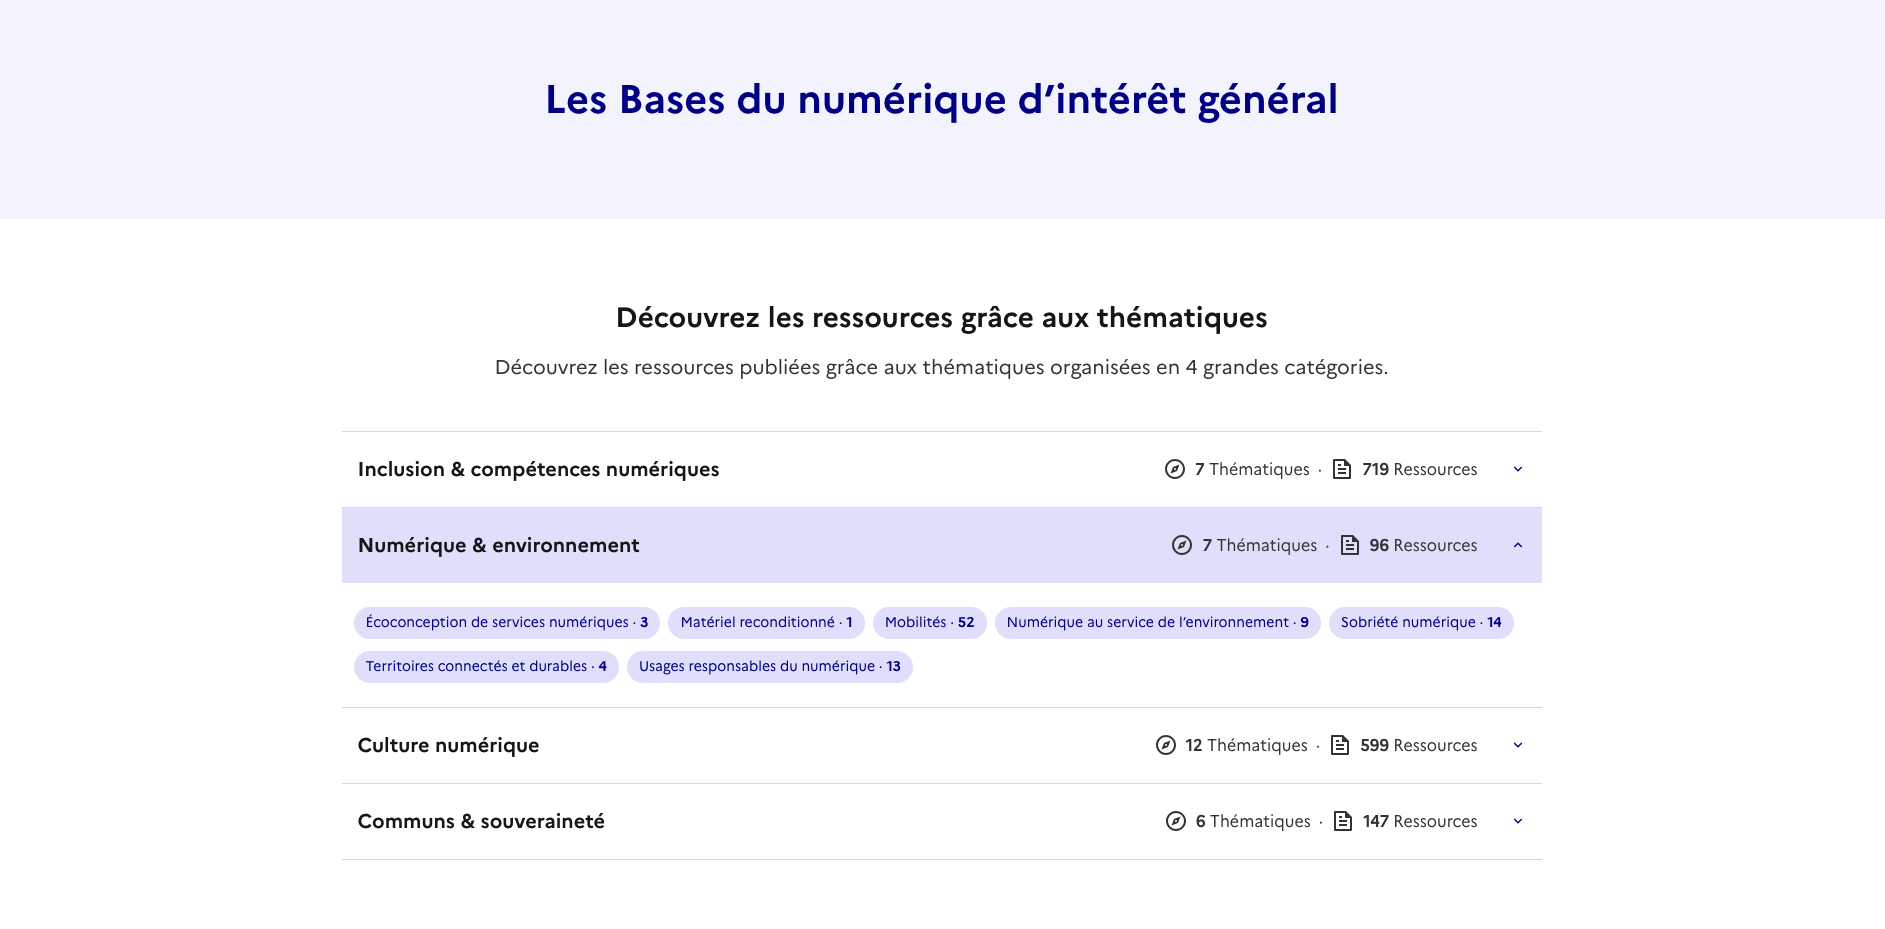 Les Bases du numérique d’intérêt général
Découvrez les ressources grâce aux thématiques
Découvrez les ressources publiées grâce aux thématiques organisées en 4 grandes catégories.
Inclusion & compétences numériques 7 Thématiques · 719 Ressources
Numérique & environnement 7 Thématiques · 96 Ressources
Écoconception de services numériques · 3 Matériel reconditionné · 1 Mobilités · 52 Numérique au service de l’environnement · 9 Sobriété numérique · 14
Territoires connectés et durables · 4 Usages responsables du numérique · 13
Culture numérique 12 Thématiques · 599 Ressources
Communs & souveraineté 6 Thématiques · 147 Ressources